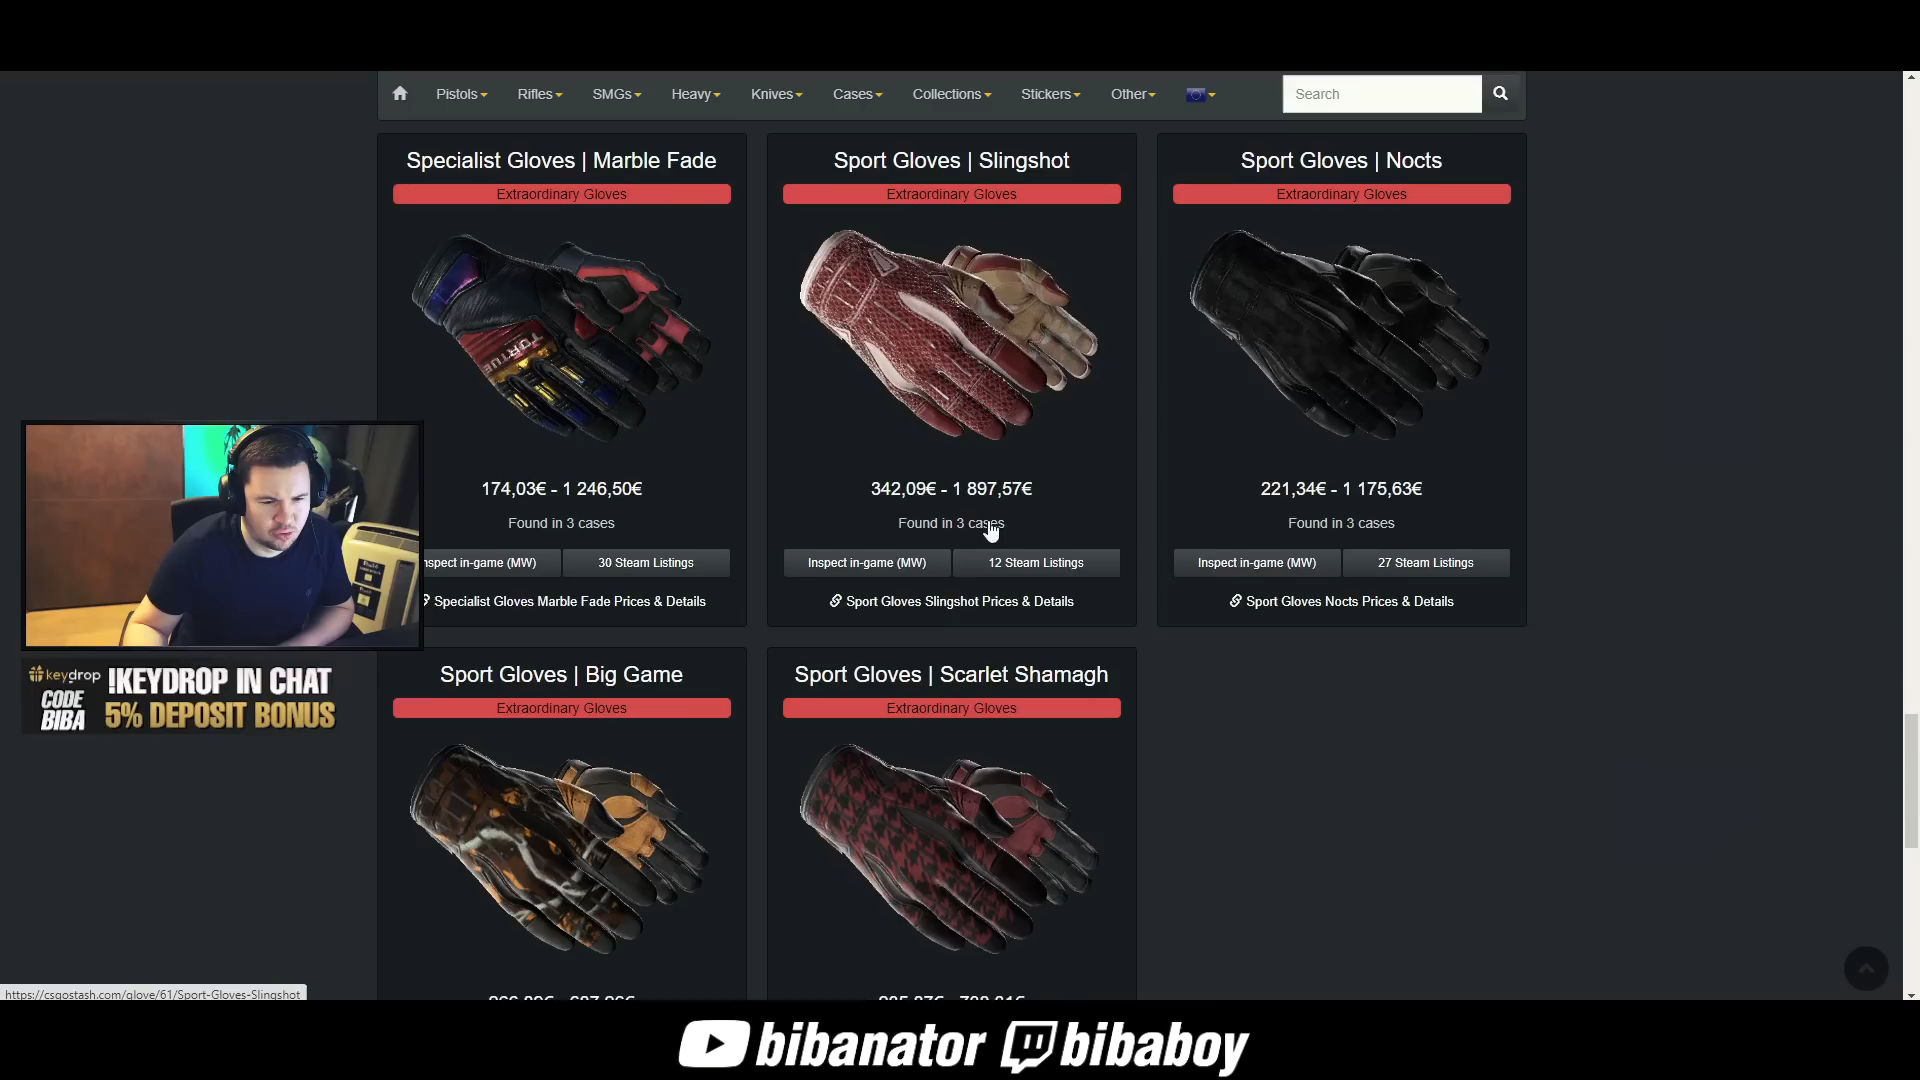 Pistols Rifles SMGs Heavy Knives Cases Collections Stickers Other Search
Specialist Gloves | Marble Fade
Extraordinary Gloves
TORTUE
174,03€ - 1 246,50€
Found in 3 cases
nspect in-game (MW) 30 Steam Listings
Specialist Gloves Marble Fade Prices & Details
Sport Gloves | Slingshot
Extraordinary Gloves
342,09€ - 1 897,57€
Found in 3 cases
Inspect in-game (MW) 12 Steam Listings
Sport Gloves Slingshot Prices & Details
Sport Gloves | Nocts
Extraordinary Gloves
221,34€ - 1 175,63€
Found in 3 cases
Inspect in-game (MW) 27 Steam Listings
Sport Gloves Nocts Prices & Details
keydrop
CODE
BIBA
!KEYDROP IN CHAT
5% DEPOSIT BONUS
Sport Gloves | Big Game
Extraordinary Gloves
Sport Gloves | Scarlet Shamagh
Extraordinary Gloves
https://csgostash.com/glove/61/Sport-Gloves-Slingshot
bibanator bibaboy